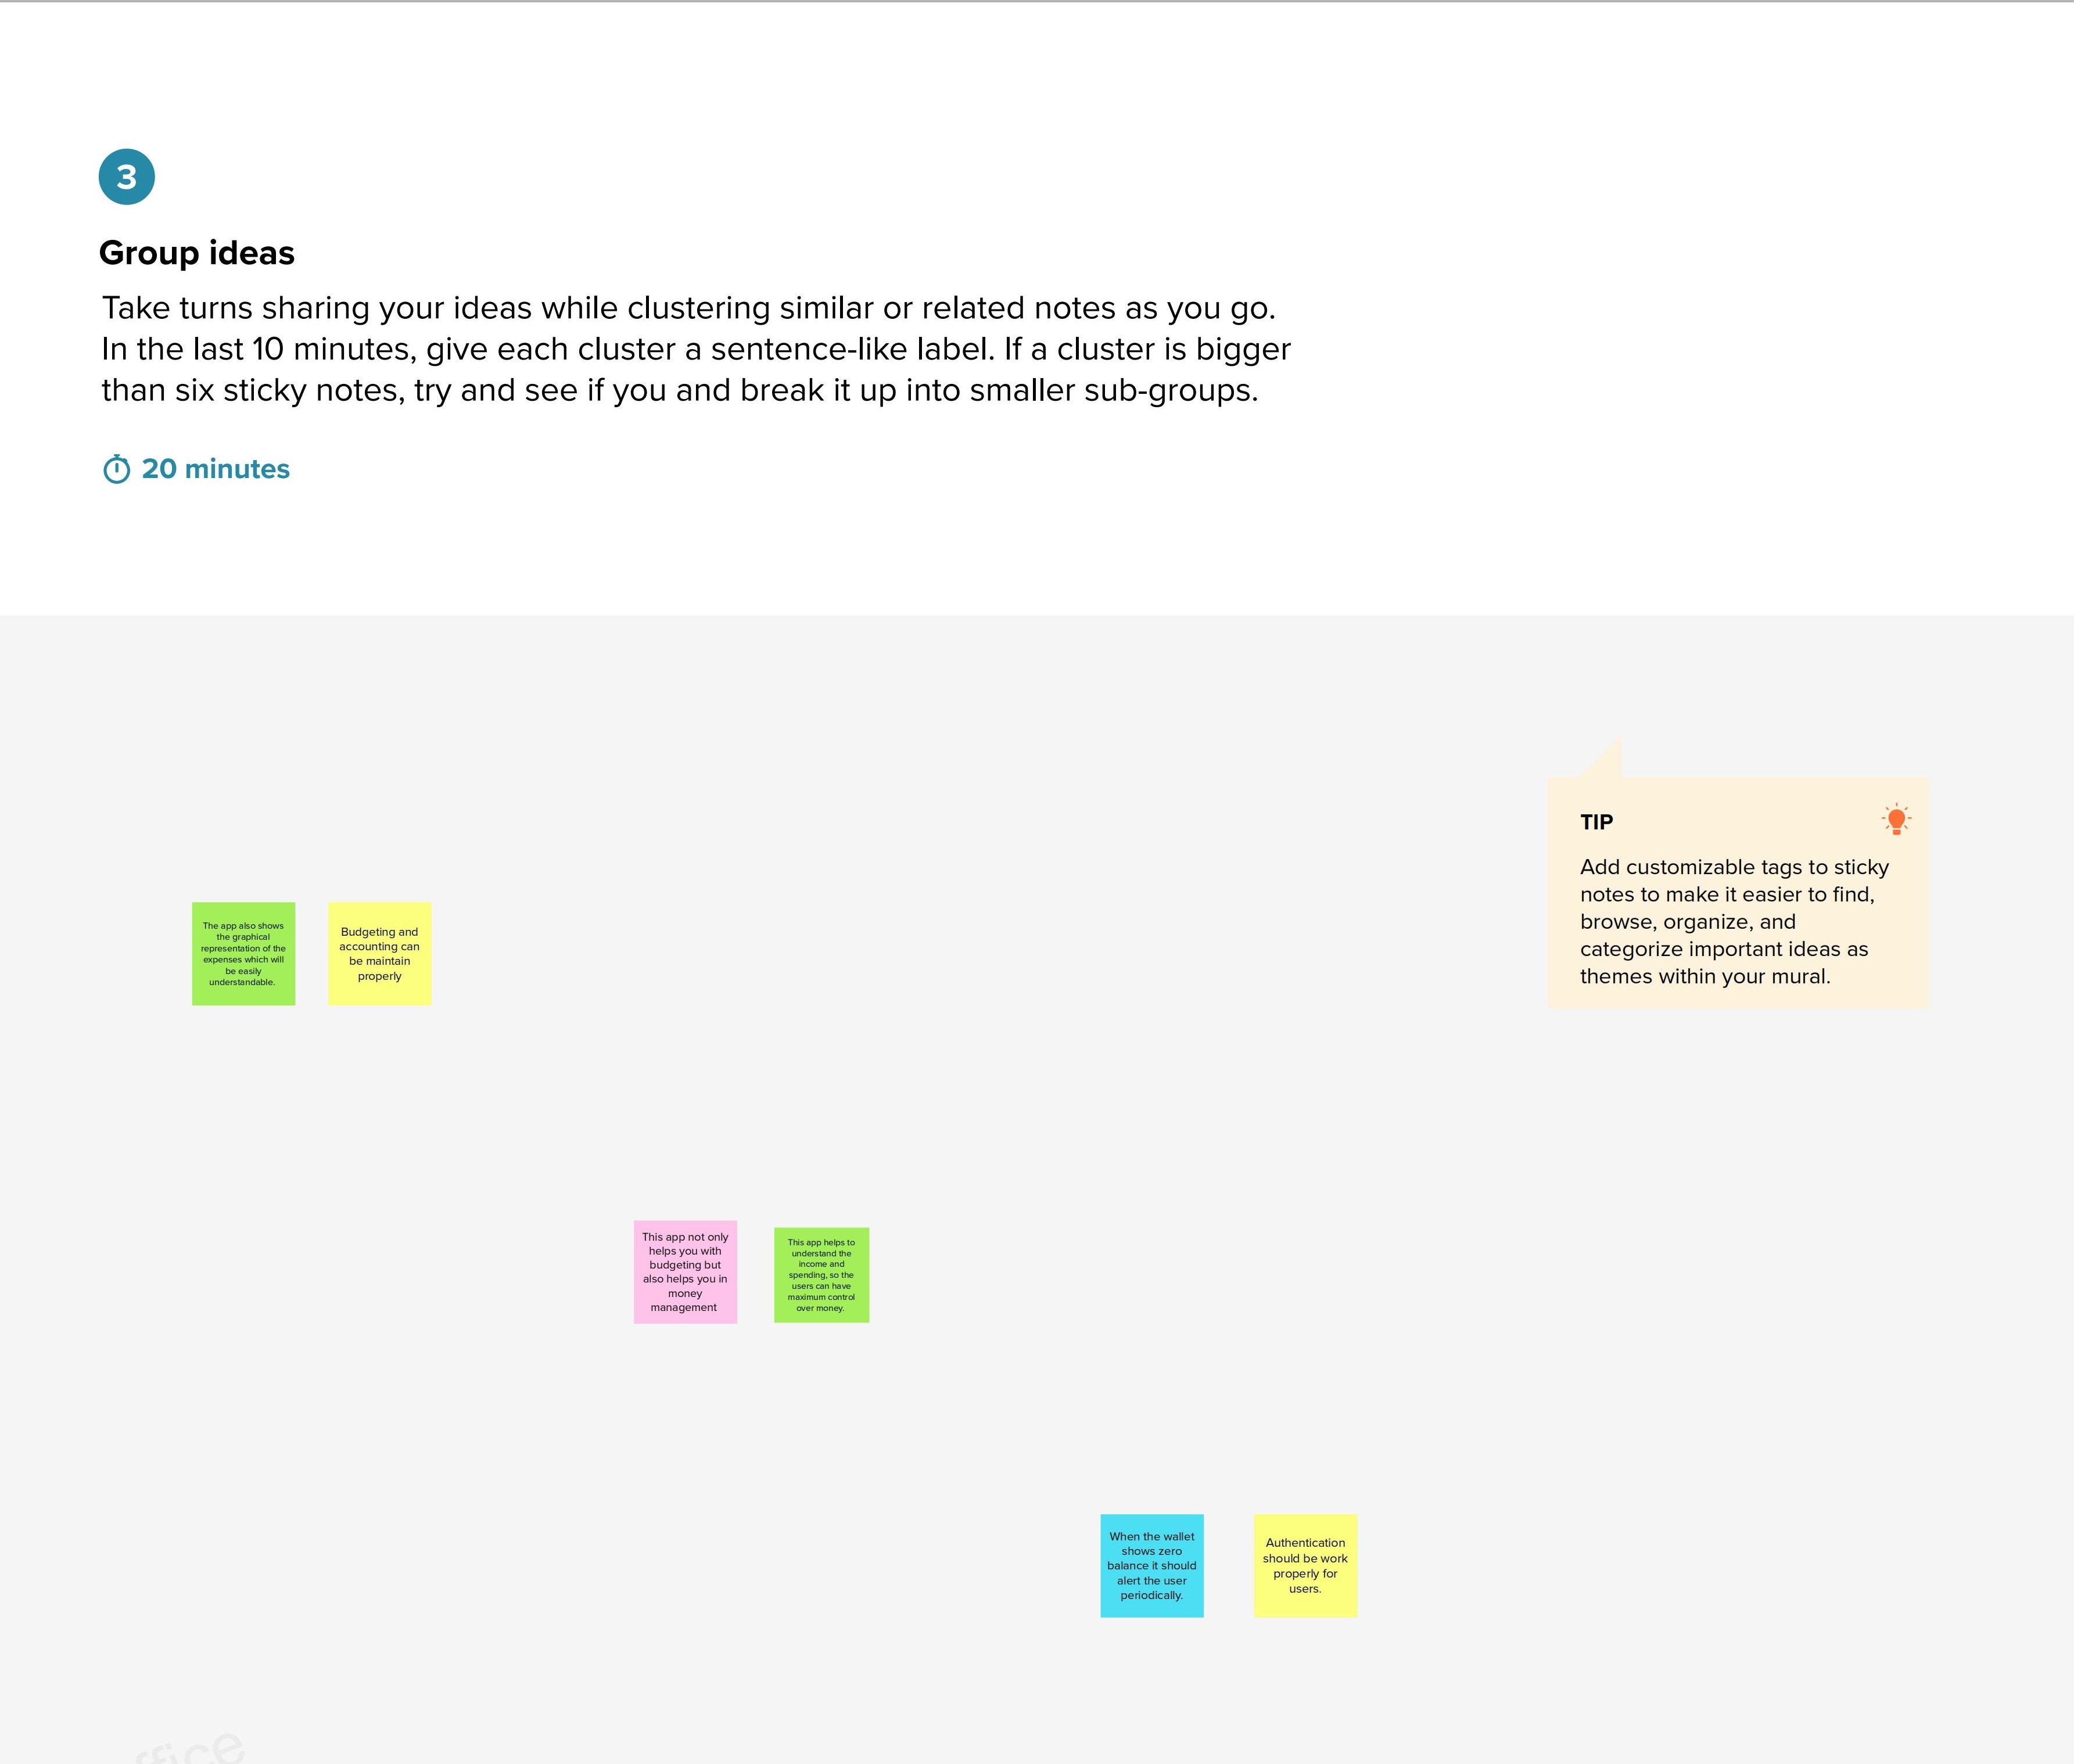 3
Group ideas
Take turns sharing your ideas while clustering similar or related notes as you go.
In the last 10 minutes, give each cluster a sentence-like label. If a cluster is bigger
than six sticky notes, try and see if you and break it up into smaller sub-groups.
20 minutes
TIP
Add customizable tags to sticky
notes to make it easier to find,
browse, organize, and
categorize important ideas as
themes within your mural.
The app also shows
the graphical
representation of the
expenses which will
be easily
understandable.
Budgeting and
accounting can
be maintain
properly
This app not only
helps you with
budgeting but
also helps you in
money
management
This app helps to
understand the
income and
spending, so the
users can have
maximum control
over money.
When the wallet
shows zero
balance it should
alert the user
periodically.
Authentication
should be work
properly for
users.